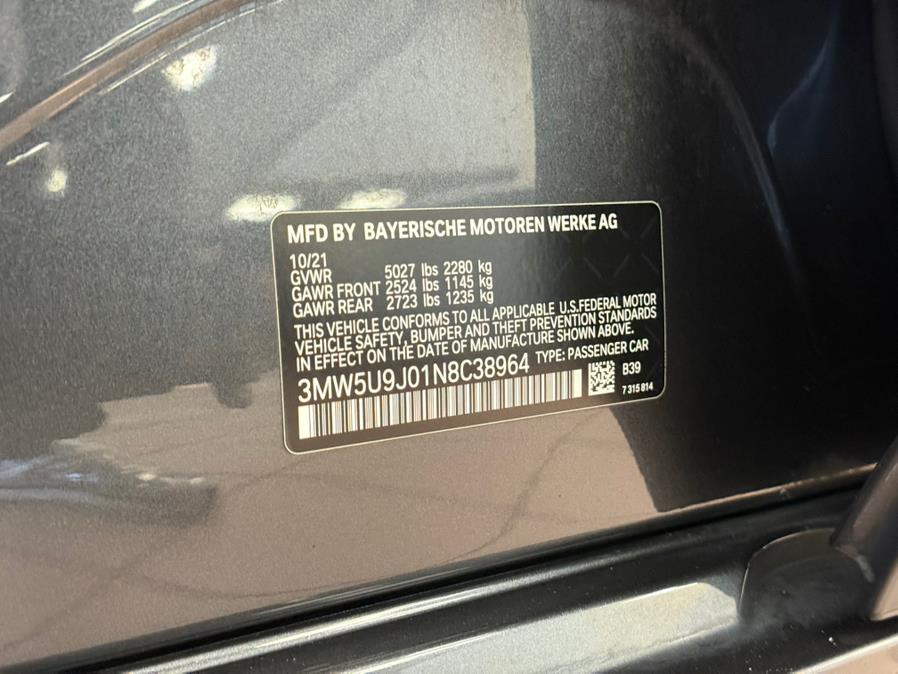 MFD BY BAYERISCHE MOTOREN WERKE AG
10/21
GVWR 5027 lbs 2280 kg
GAWR FRONT 2524 lbs 1145 kg
GAWR REAR 2723 lbs 1235 kg
THIS VEHICLE CONFORMS TO ALL APPLICABLE U.S.FEDERAL MOTOR
VEHICLE SAFETY, BUMPER AND THEFT PREVENTION STANDARDS
IN EFFECT ON THE DATE OF MANUFACTURE SHOWN ABOVE.
3MW5U9J01N8C38964 TYPE: PASSENGER CAR
B39
7 315 814